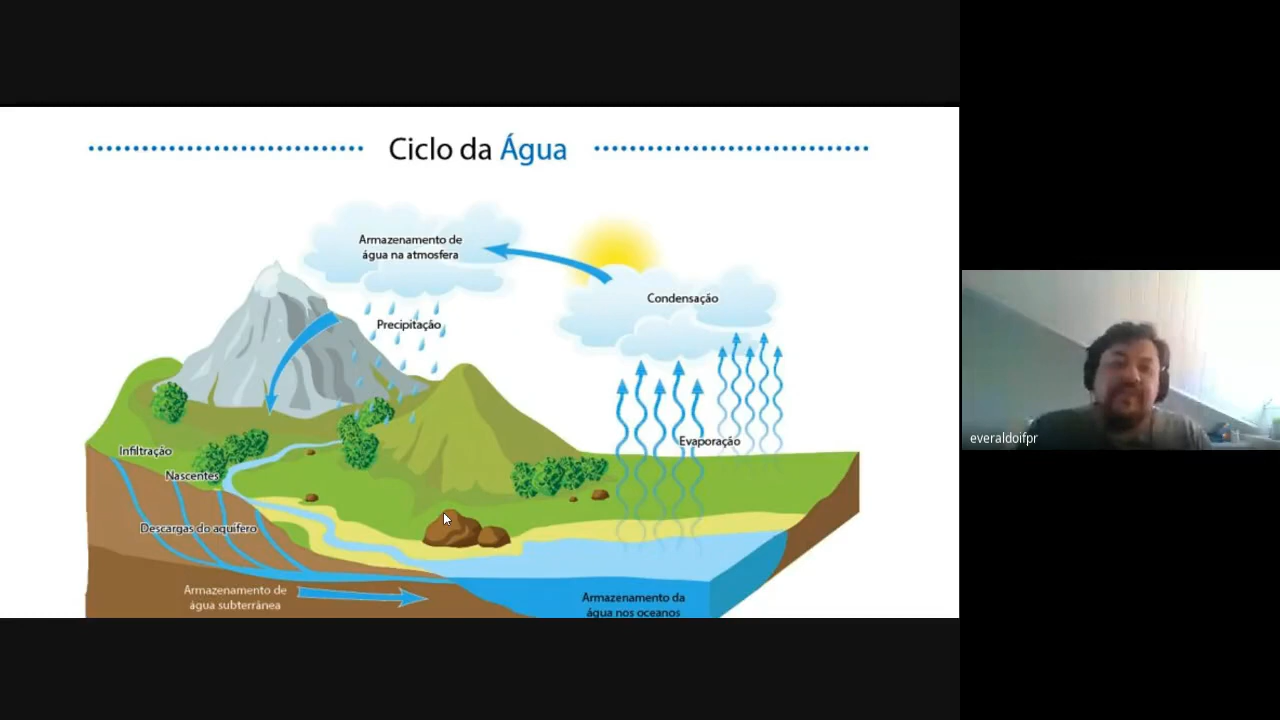 Ciclo da Água
Armazenamento de
água na atmosfera
Condensação
Precipitação
Evaporação
Infiltração
Nascentes
Descargas do aquífero
Armazenamento de
água subterrânea
Armazenamento da
água nos oceanos
everaldoifpr